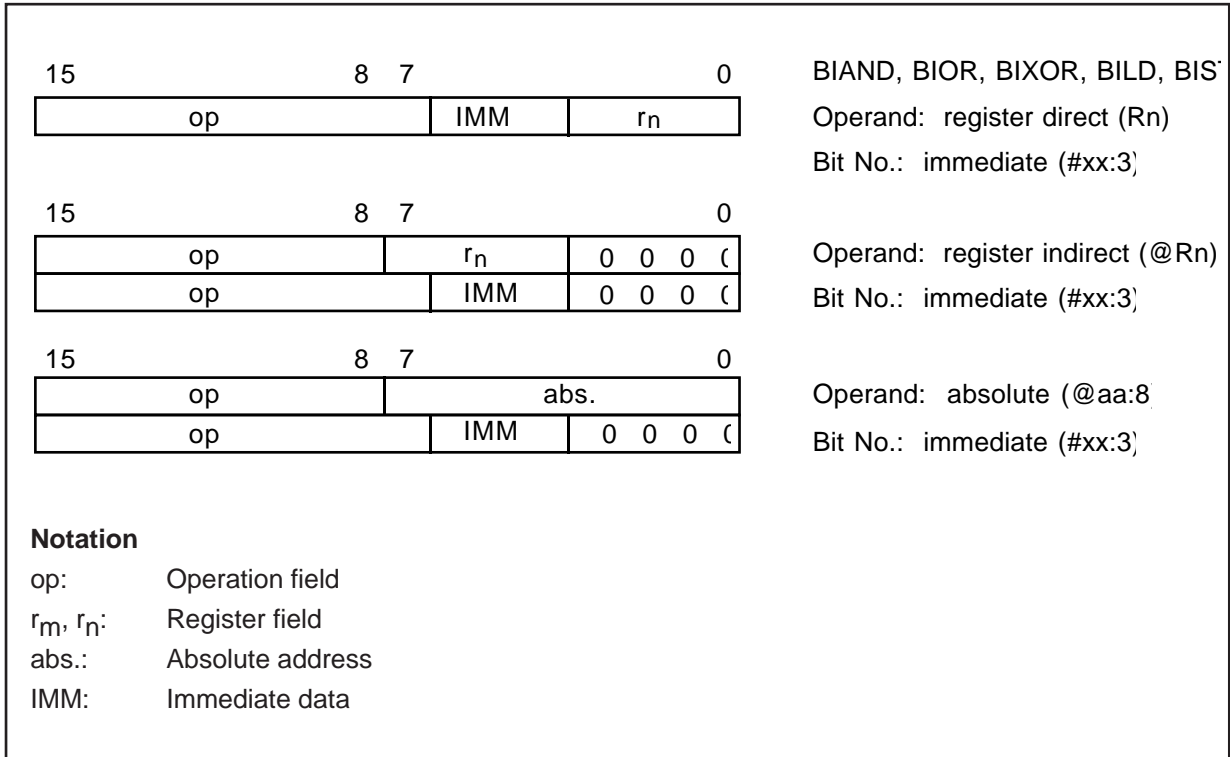 15 8 7 0 BIAND, BIOR, BIXOR, BILD, BIS
op IMM rn Operand: register direct (Rn)
Bit No.: immediate (#xx:3)
15 8 7 0
op rn 0 0 0 0 Operand: register indirect (@Rn)
op IMM 0 0 0 0 Bit No.: immediate (#xx:3)
15 8 7 0
op abs. Operand: absolute (@aa:8)
op IMM 0 0 0 0 Bit No.: immediate (#xx:3)
Notation
op: Operation field
rm, rn: Register field
abs.: Absolute address
IMM: Immediate data